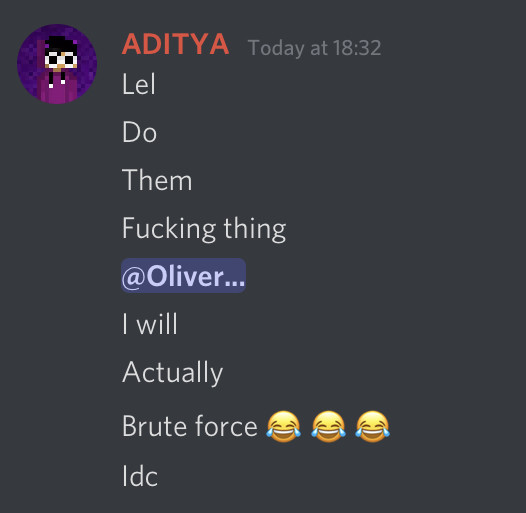 ADITYA Today at 18:32
Lel
Do
Them
Fucking thing
@Oliver...
I will
Actually
Brute force 😂 😂 😂
Idc